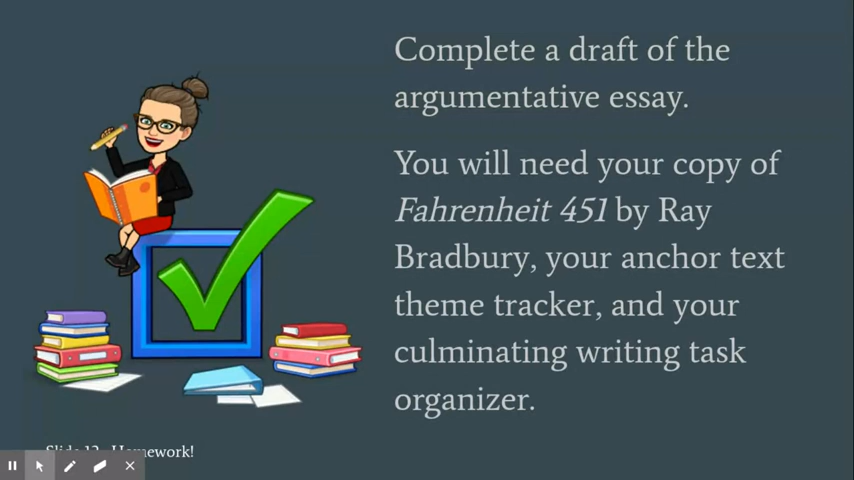 Complete a draft of the
argumentative essay.
You will need your copy of
Fahrenheit 451 by Ray
Bradbury, your anchor text
theme tracker, and your
culminating writing task
organizer.
Slide 12 Homework!